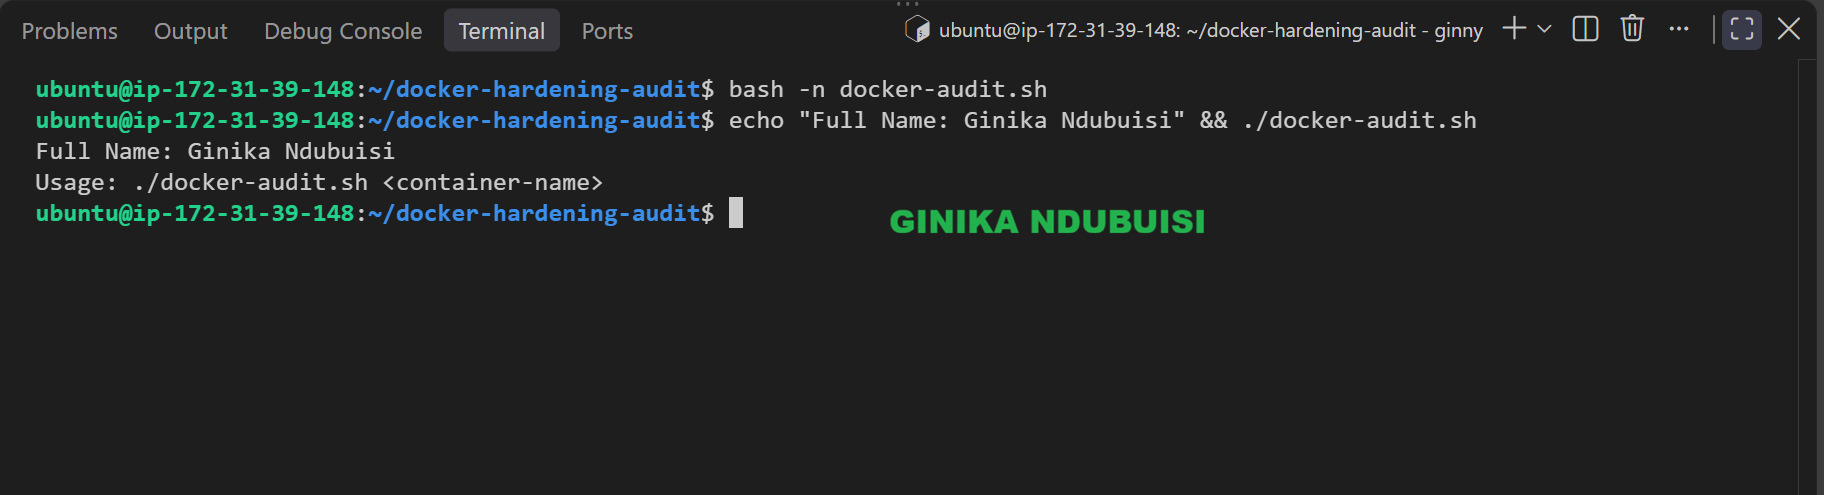 Problems Output Debug Console Terminal Ports ubuntu@ip-172-31-39-148: ~/docker-hardening-audit - ginny
ubuntu@ip-172-31-39-148:~/docker-hardening-audit$ bash -n docker-audit.sh
ubuntu@ip-172-31-39-148:~/docker-hardening-audit$ echo "Full Name: Ginika Ndubuisi" && ./docker-audit.sh
Full Name: Ginika Ndubuisi
Usage: ./docker-audit.sh <container-name>
ubuntu@ip-172-31-39-148:~/docker-hardening-audit$
GINIKA NDUBUISI